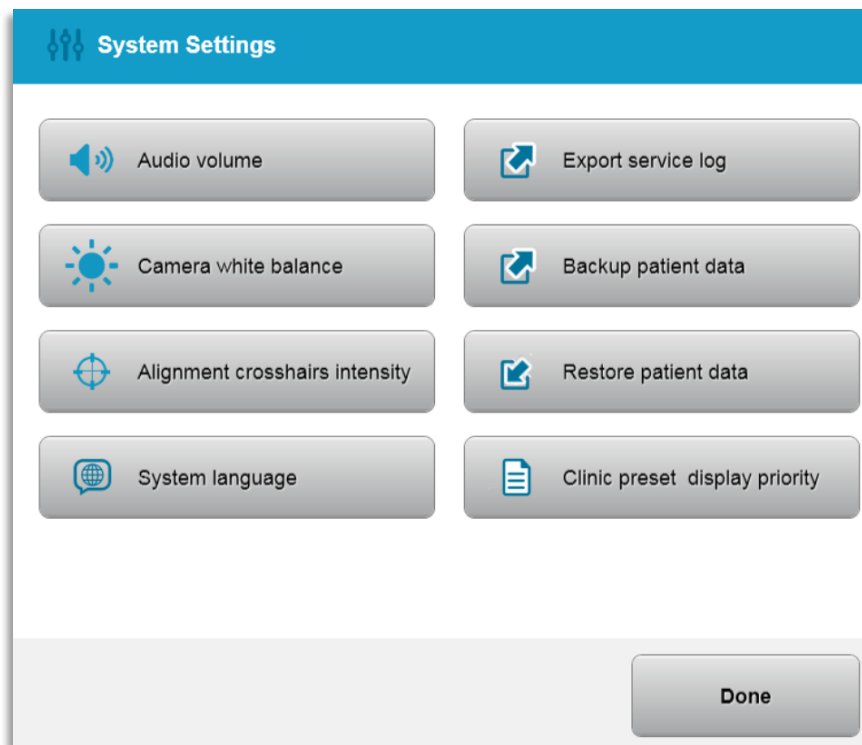 System Settings
Audio volume
Export service log
Camera white balance
Backup patient data
Alignment crosshairs intensity
Restore patient data
System language
Clinic preset  display priority
Done